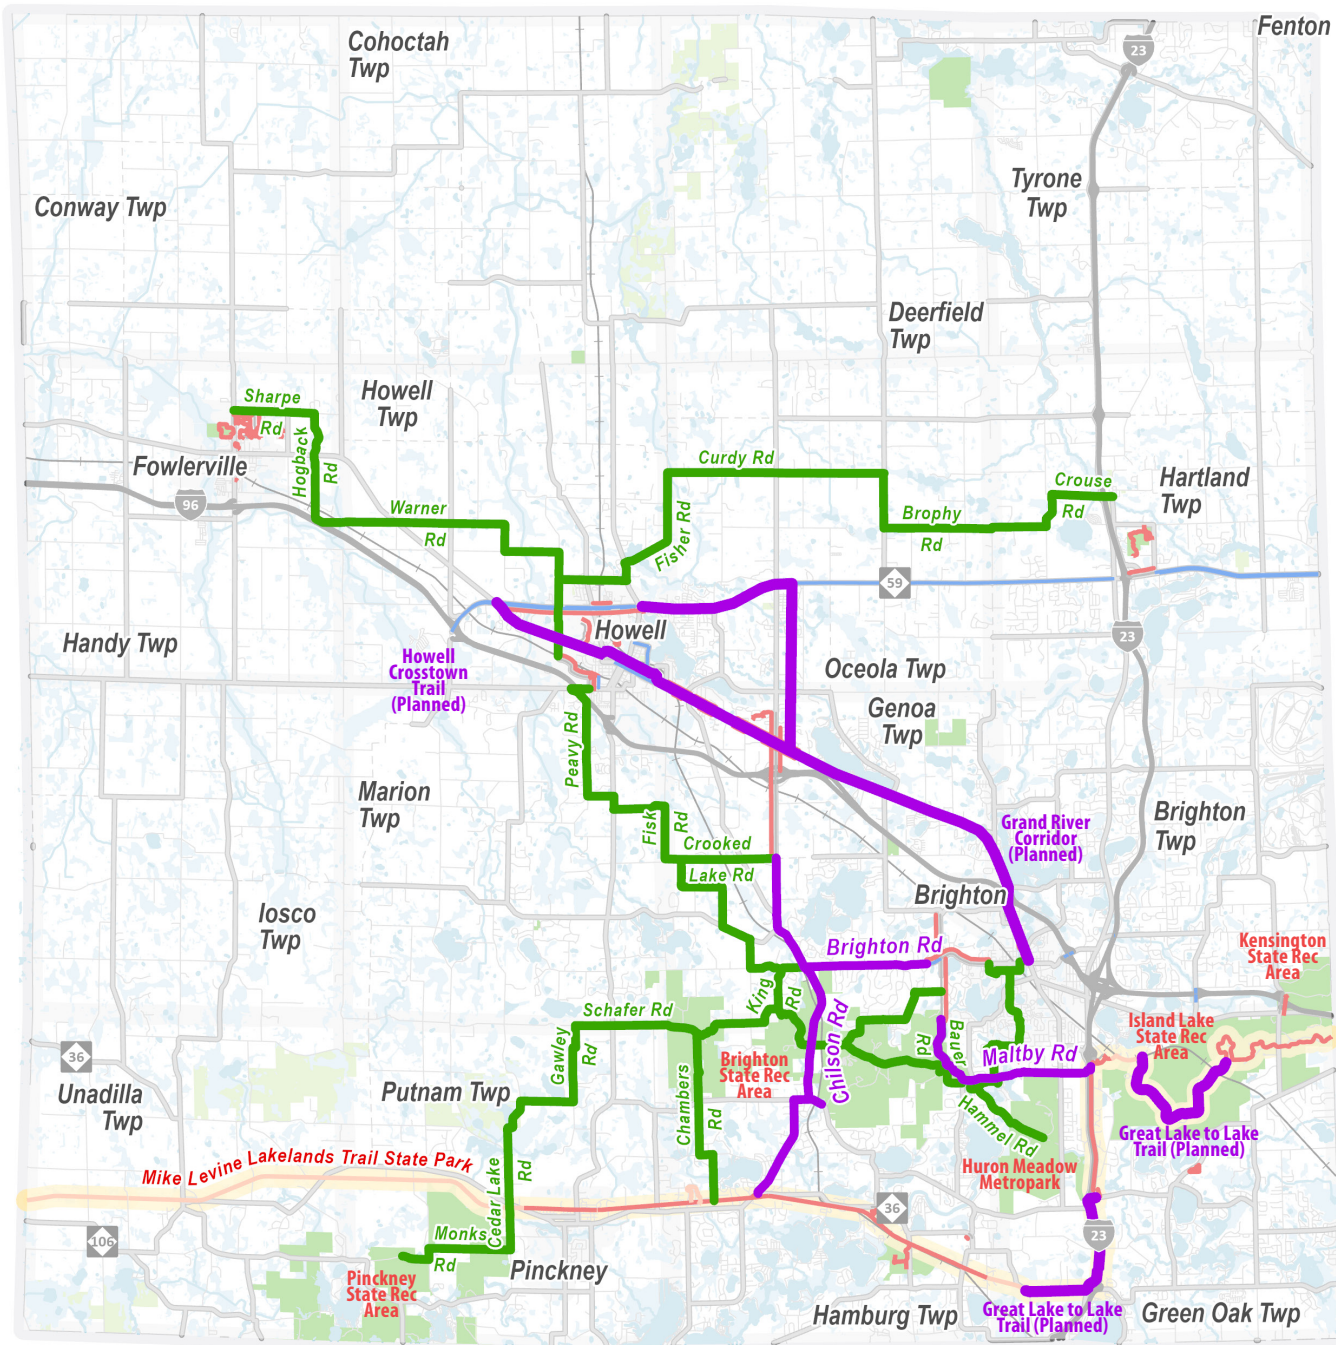 Fenton
Cohoctah
Twp
23
Tyrone
Twp
Conway Twp
Deerfield
Twp
Howell
Twp
Sharpe
Rd
Hogback
Rd
Fowlerville
96
Warner
Rd
Curdy Rd
Fisher Rd
Brophy
Rd
Crouse
Rd
Hartland
Twp
59
Handy Twp
Howell
Crosstown
Trail
(Planned)
Howell
23
Oceola Twp
Genoa
Twp
Peavy Rd
Marion
Twp
Fisk
Rd
Crooked
Lake Rd
Grand River
Corridor
(Planned)
Brighton
Twp
Brighton
Iosco
Twp
Brighton Rd
Kensington
State Rec
Area
King
Rd
Schafer Rd
Gawley
Rd
Chilson Rd
Bauer
Rd
Maltby Rd
Island Lake
State Rec
Area
36
Unadilla
Twp
Putnam Twp
Brighton
State Rec
Area
Chambers
Rd
Hammel Rd
Great Lake to Lake
Trail (Planned)
Huron Meadow
Metropark
Mike Levine Lakelands Trail State Park
Cedar Lake
Rd
36
106
Monks
Rd
23
Pinckney
State Rec
Area
Pinckney
Hamburg Twp
Great Lake to Lake
Trail (Planned)
Green Oak Twp